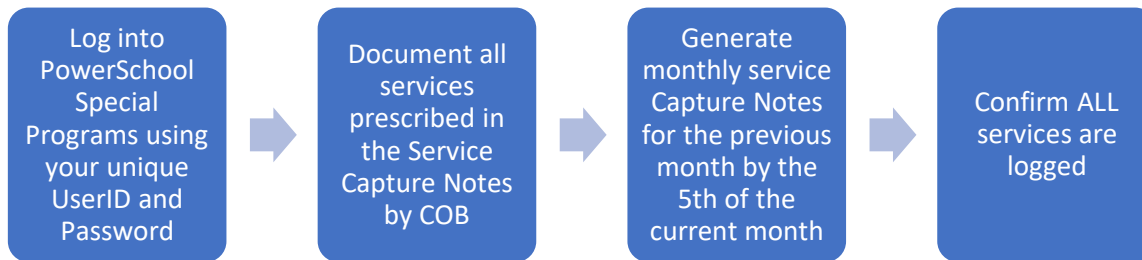 Log into
PowerSchool
Special
Programs using
your unique
UserID and
Password
Document all
services
prescribed in
the Service
Capture Notes
by COB
Generate
monthly service
Capture Notes
for the previous
month by the
5th of the
current month
Confirm ALL
services are
logged